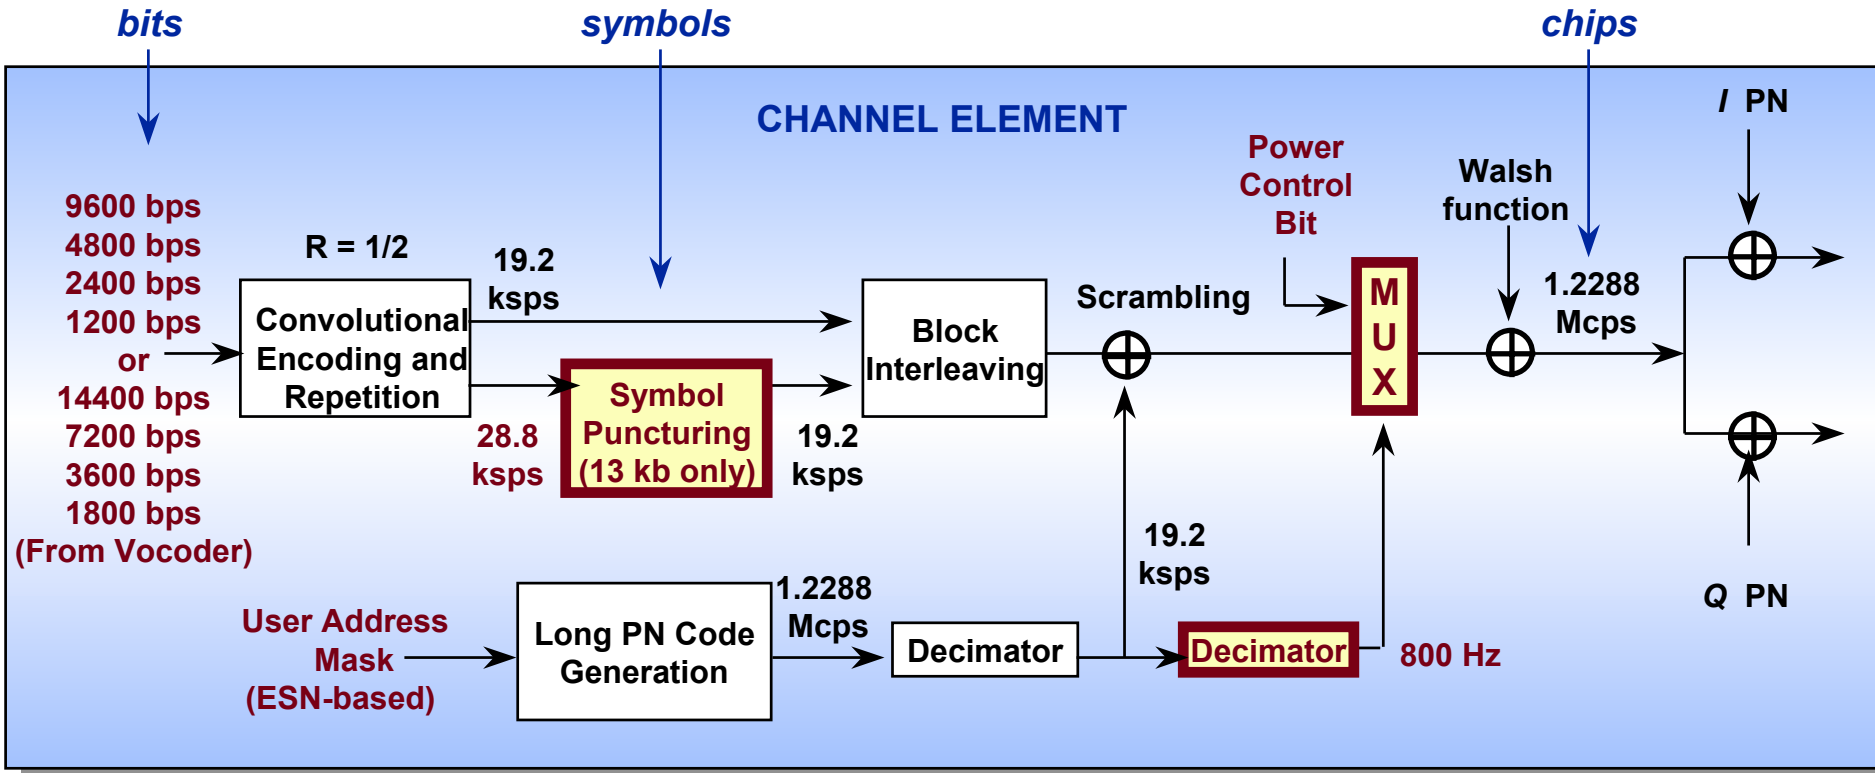 bits
symbols
chips
CHANNEL ELEMENT
I PN
Power
Control
Bit
Walsh
function
9600 bps
4800 bps
2400 bps
1200 bps
or
14400 bps
7200 bps
3600 bps
1800 bps
(From Vocoder)
R = 1/2
Convolutional
Encoding and
Repetition
19.2
ksps
28.8
ksps
Symbol
Puncturing
(13 kb only)
19.2
ksps
Block
Interleaving
Scrambling
M
U
X
1.2288
Mcps
19.2
ksps
Q PN
User Address
Mask
(ESN-based)
Long PN Code
Generation
1.2288
Mcps
Decimator
Decimator
800 Hz